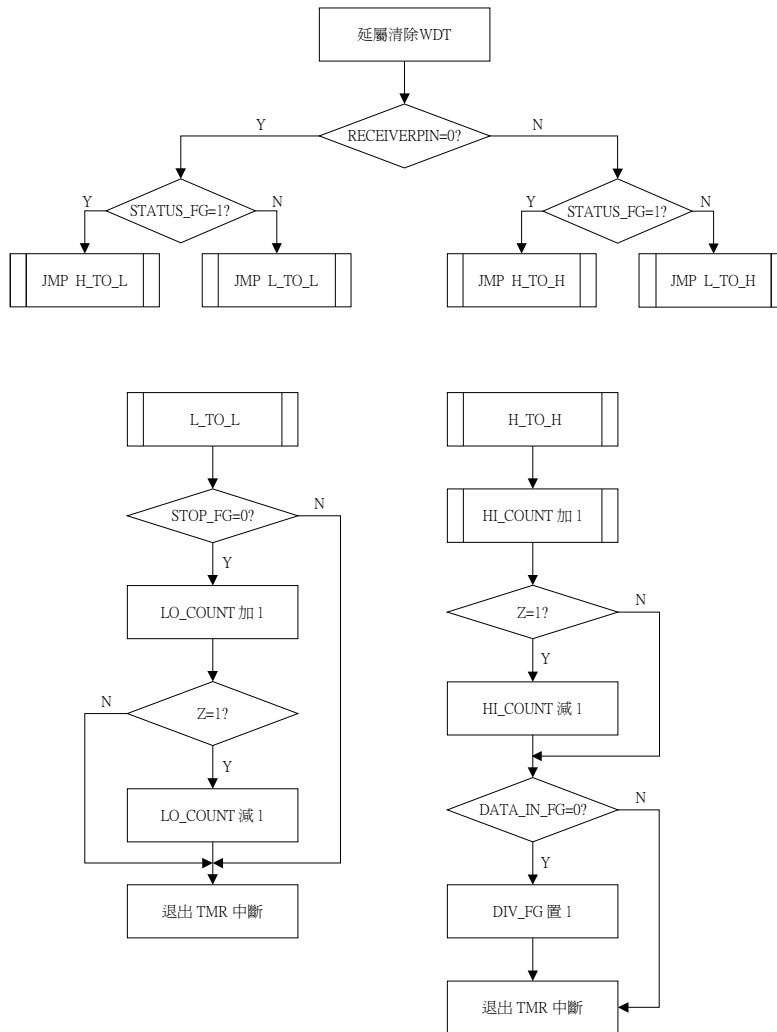 延屬清除WDT
RECEIVERPIN=0?
Y
N
STATUS_FG=1?
Y
N
STATUS_FG=1?
Y
N
JMP H_TO_L
JMP L_TO_L
JMP H_TO_H
JMP L_TO_H
L_TO_L
STOP_FG=0?
N
Y
LO_COUNT 加 1
Z=1?
N
Y
LO_COUNT 減 1
退出 TMR 中斷
H_TO_H
HI_COUNT 加 1
Z=1?
N
Y
HI_COUNT 減 1
DATA_IN_FG=0?
N
Y
DIV_FG 置 1
退出 TMR 中斷